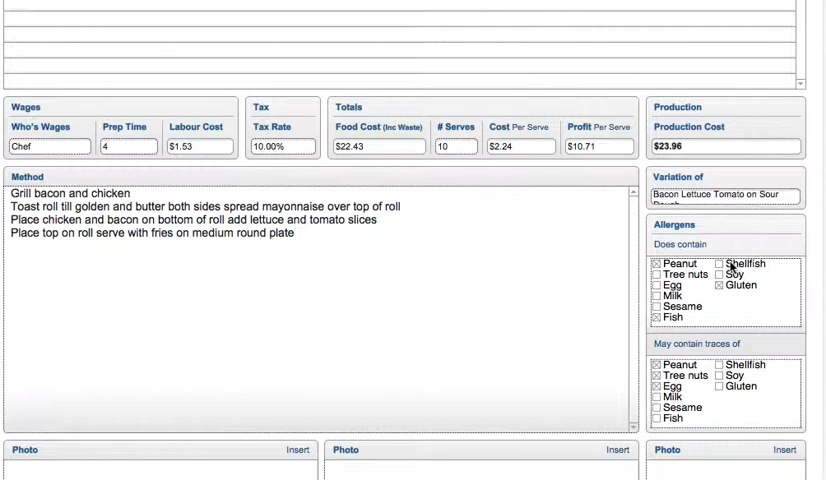 Wages
Tax
Totals
Production
Who's Wages
Prep Time
Labour Cost
Tax Rate
Food Cost (Inc Waste)
# Serves
Cost Per Serve
Profit Per Serve
Production Cost
Chef
4
$1.53
10.00%
$22.43
10
$2.24
$10.71
$23.96
Method
Grill bacon and chicken
Toast roll till golden and butter both sides spread mayonnaise over top of roll
Place chicken and bacon on bottom of roll add lettuce and tomato slices
Place top on roll serve with fries on medium round plate
Variation of
Bacon Lettuce Tomato on Sour
Dough
Allergens
Does contain
Peanut Shellfish
Tree nuts Soy
Egg Gluten
Milk
Sesame
Fish
May contain traces of
Peanut Shellfish
Tree nuts Soy
Egg Gluten
Milk
Sesame
Fish
Photo Insert
Photo Insert
Photo Insert